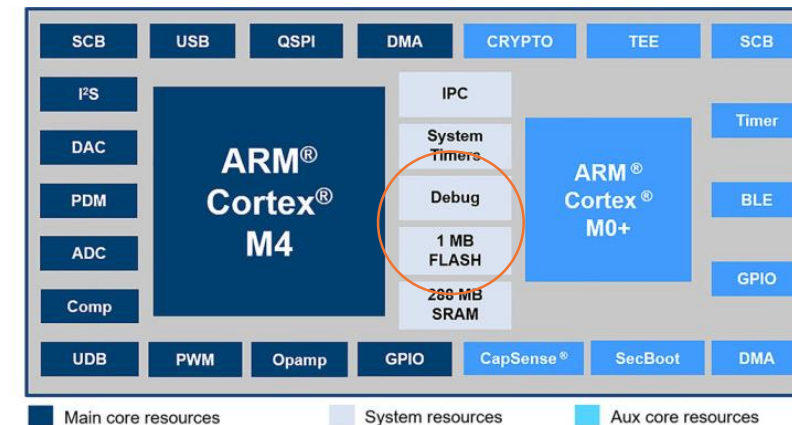 SCB USB QSPI DMA CRYPTO TEE SCB
I²S
IPC
Timer
DAC
System
Timers
ARM®
Cortex®
M4
ARM®
Cortex®
M0+
PDM
Debug
BLE
ADC
1 MB
FLASH
GPIO
Comp
288 MB
SRAM
UDB PWM Opamp GPIO CapSense® SecBoot DMA
Main core resources System resources Aux core resources